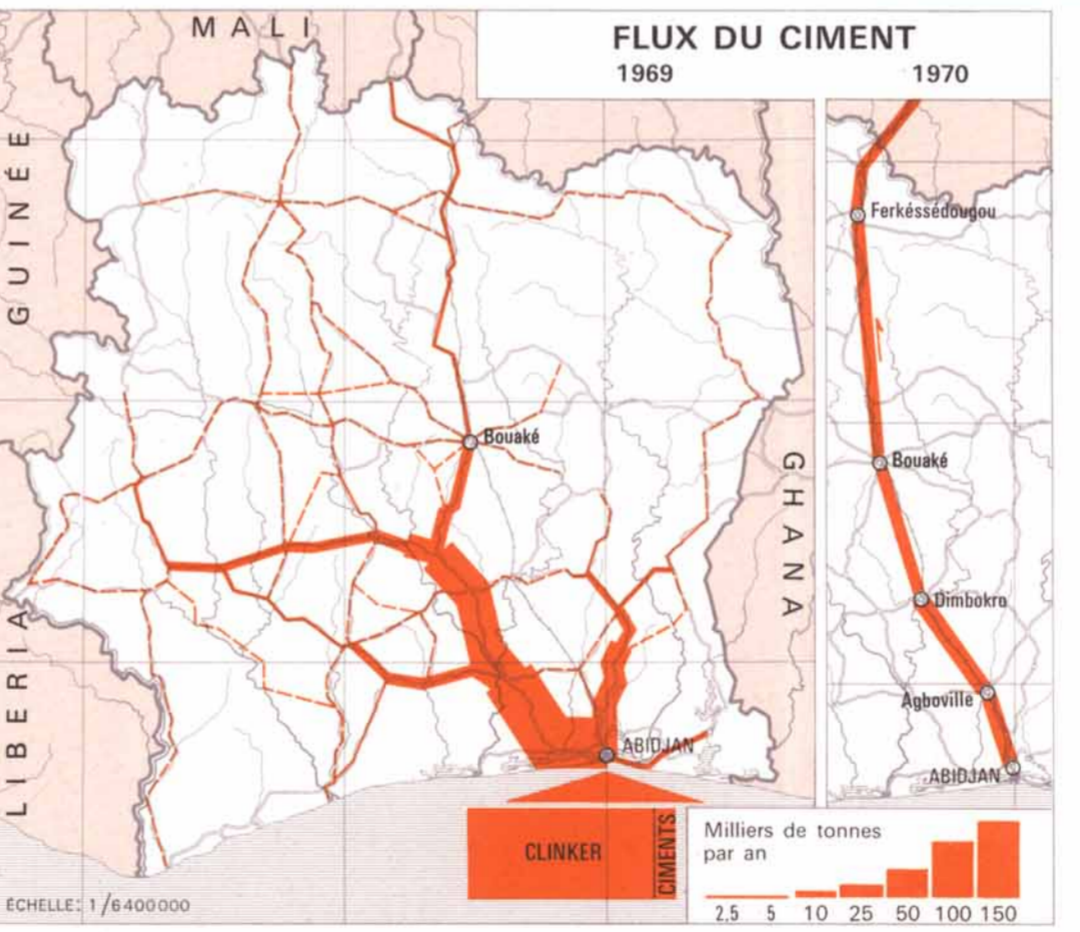 MALI
FLUX DU CIMENT
1969
1970
GUINÉE
Ferkéssédougou
Bouaké
Bouaké
GHANA
Dimbokro
LIBERIA
Agboville
ABIDJAN
ABIDJAN
CLINKER
CIMENTS
Milliers de tonnes
par an
2,5 5 10 25 50 100 150
ÉCHELLE: 1/6400000